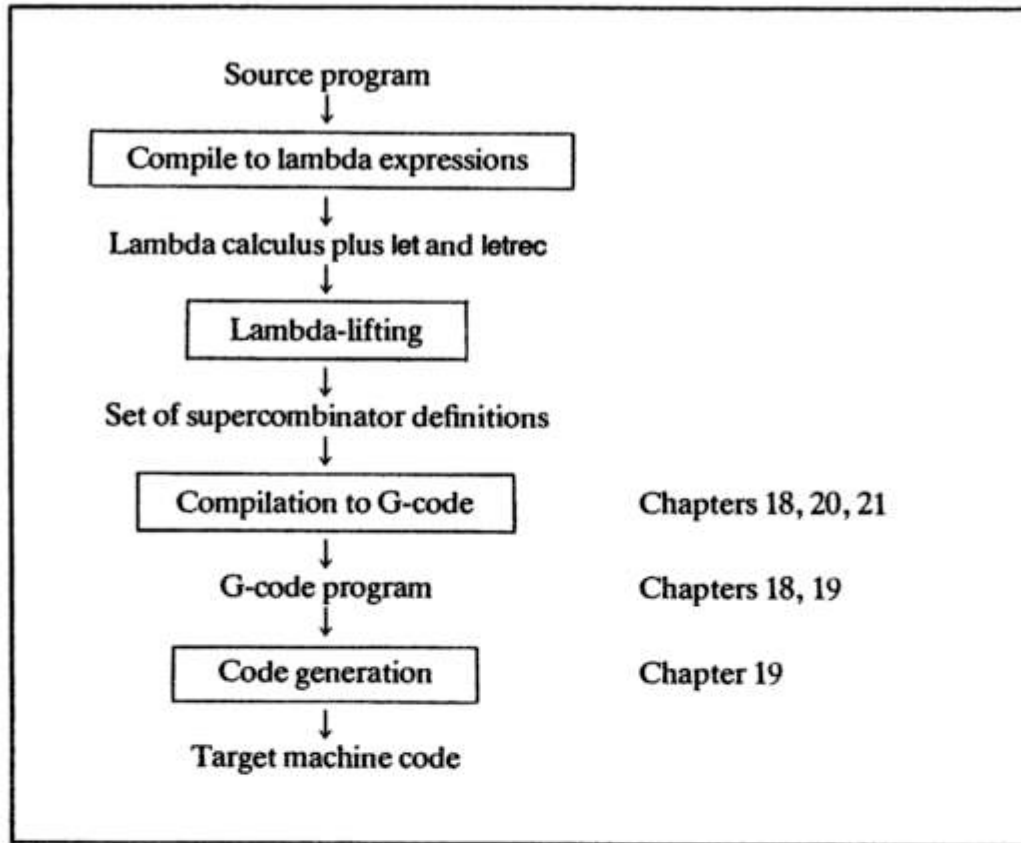 Source program
Compile to lambda expressions
Lambda calculus plus let and letrec
Lambda-lifting
Set of supercombinator definitions
Compilation to G-code Chapters 18, 20, 21
G-code program Chapters 18, 19
Code generation Chapter 19
Target machine code